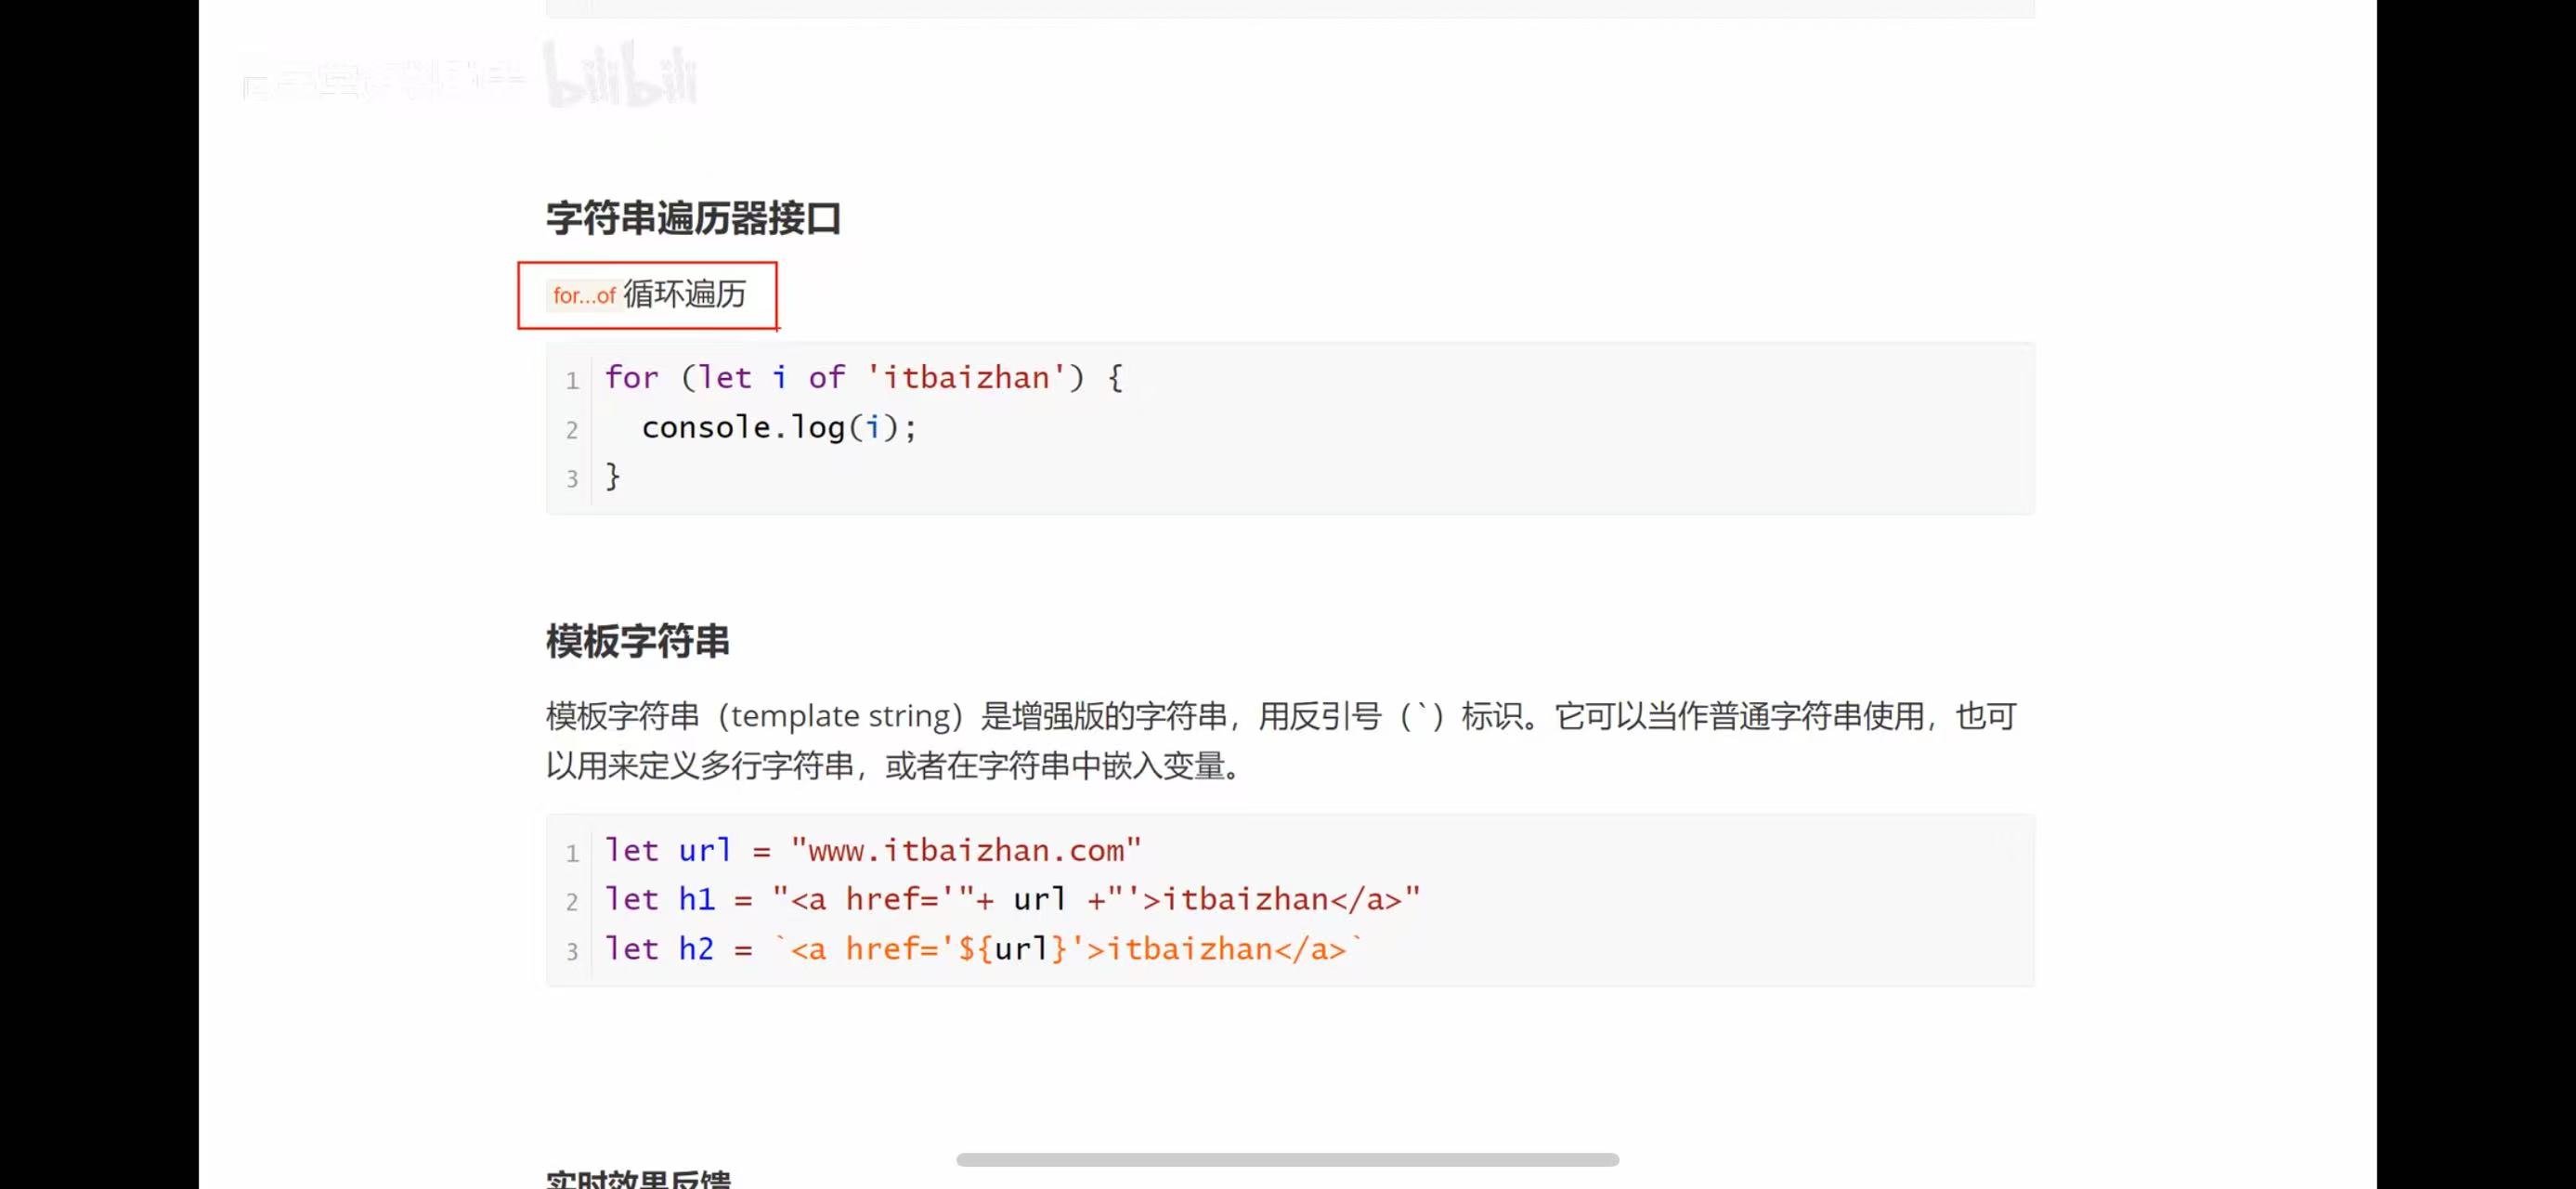 bilibili
字符串遍历器接口
for...of 循环遍历
1 for (let i of 'itbaizhan') {
2   console.log(i);
3 }
模板字符串
模板字符串（template string）是增强版的字符串，用反引号（`）标识。它可以当作普通字符串使用，也可
以用来定义多行字符串，或者在字符串中嵌入变量。
1 let url = "www.itbaizhan.com"
2 let h1 = "<a href='"+ url +"'>itbaizhan</a>"
3 let h2 = `<a href='${url}'>itbaizhan</a>`
实时效果反馈